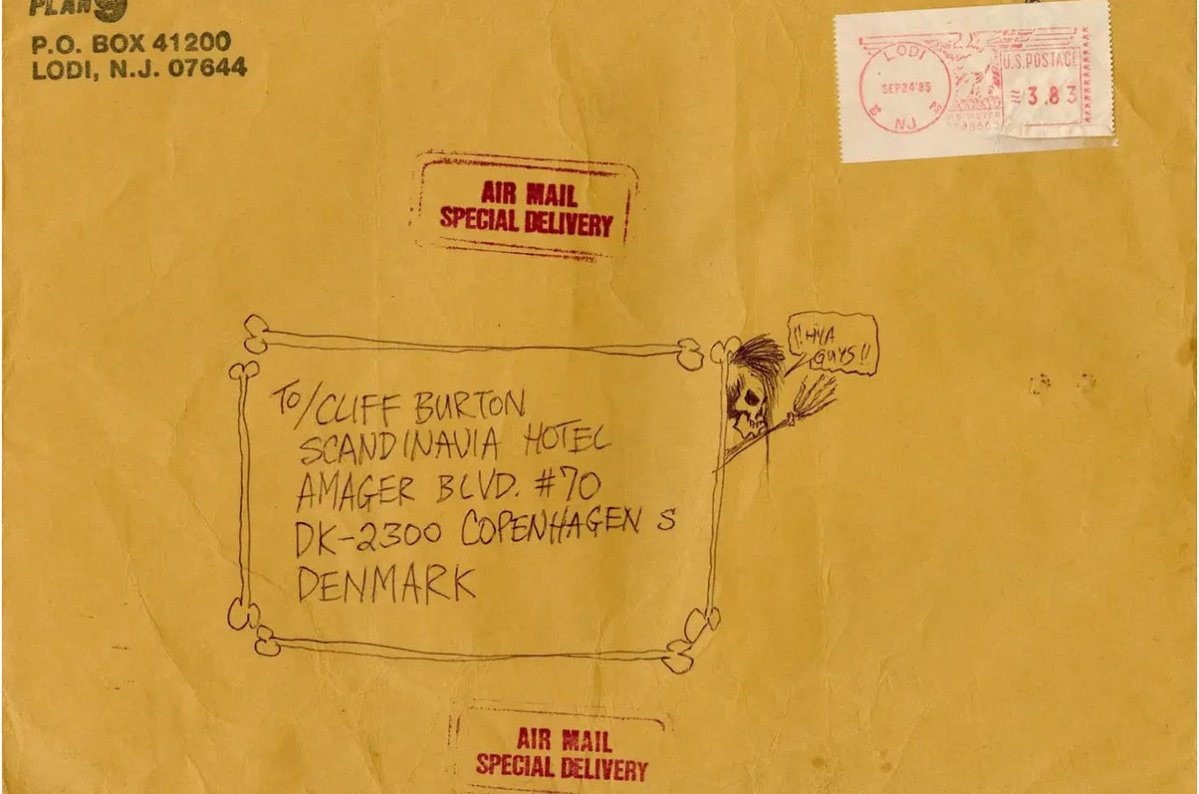 PLAN 9
P.O. BOX 41200
LODI, N.J. 07644
LODI
SEP 24 '85
NJ
U.S. POSTAGE
3.83
AIR MAIL
SPECIAL DELIVERY
!! HYA
GUYS !!
TO/CLIFF BURTON
SCANDINAVIA HOTEL
AMAGER BLVD. #70
DK-2300 COPENHAGEN S
DENMARK
AIR MAIL
SPECIAL DELIVERY